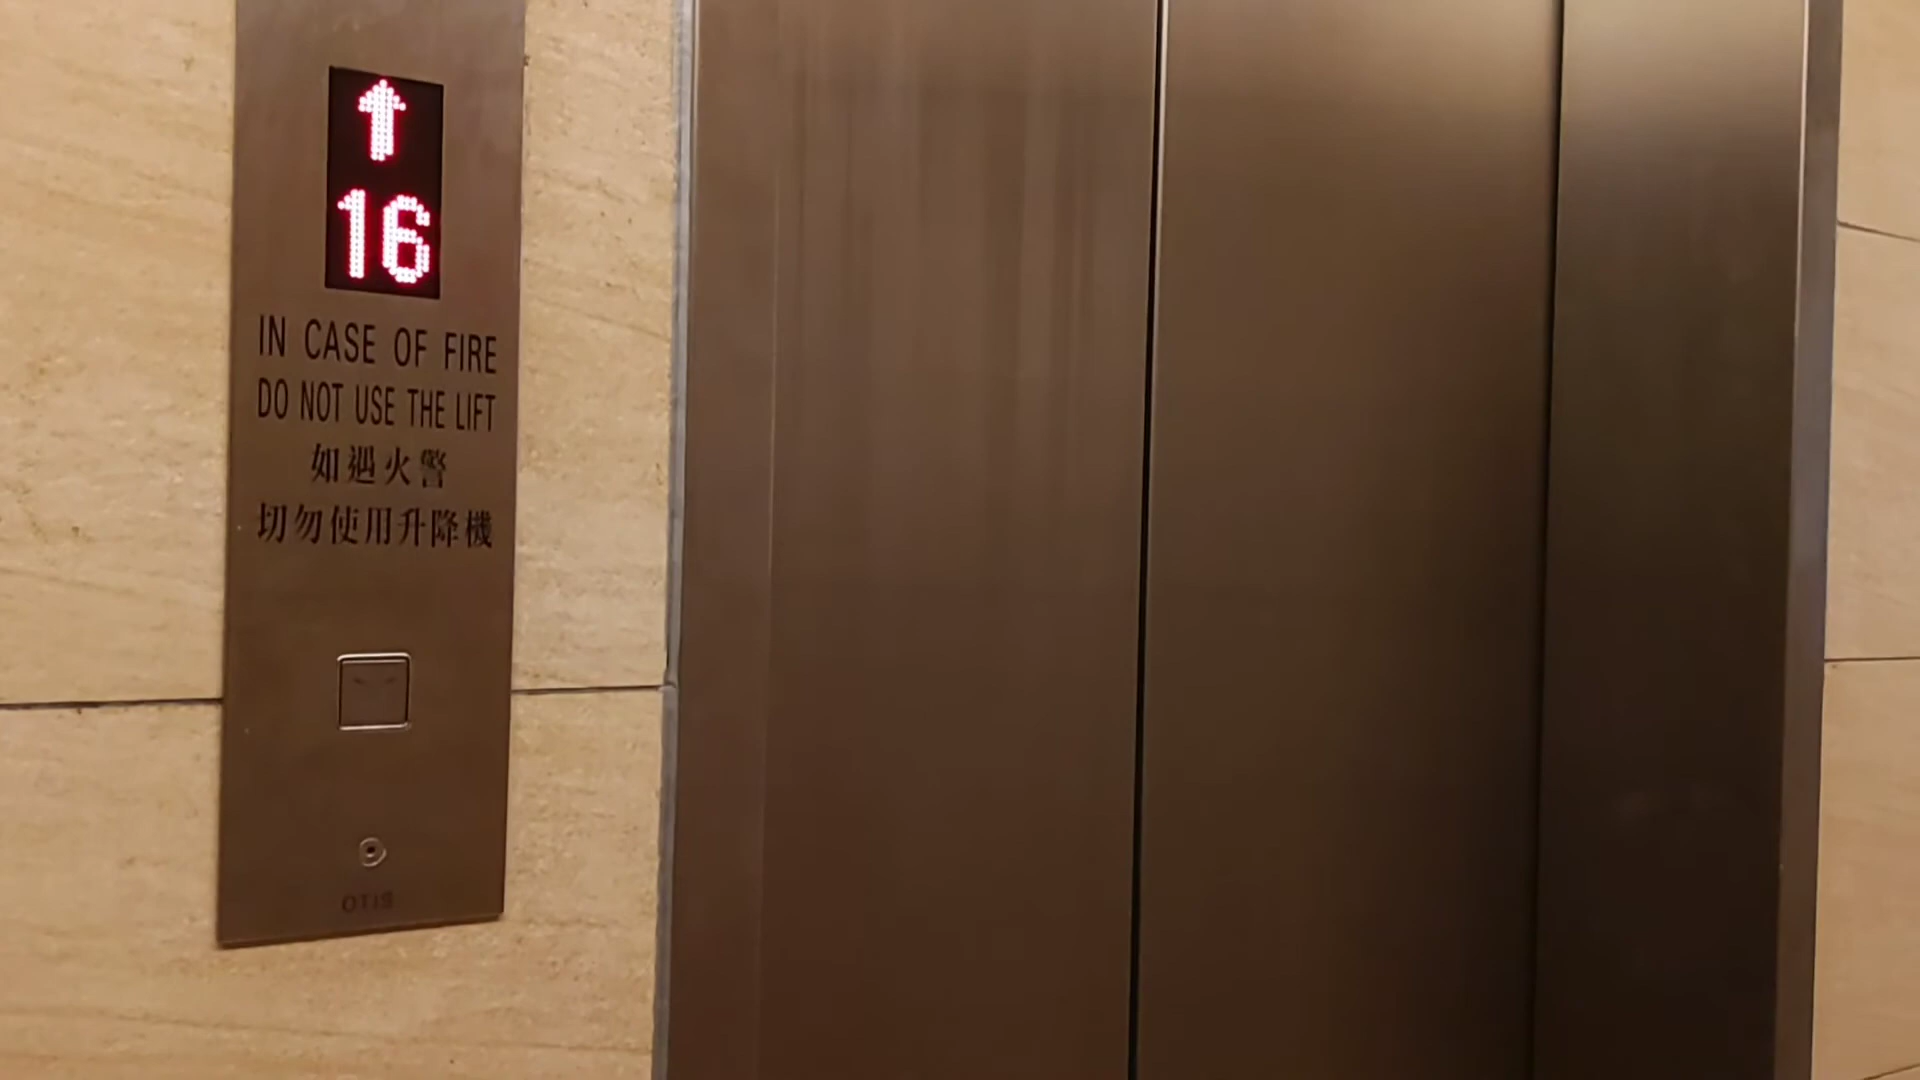 ↑
16
IN CASE OF FIRE
DO NOT USE THE LIFT
如遇火警
切勿使用升降機
OTIS